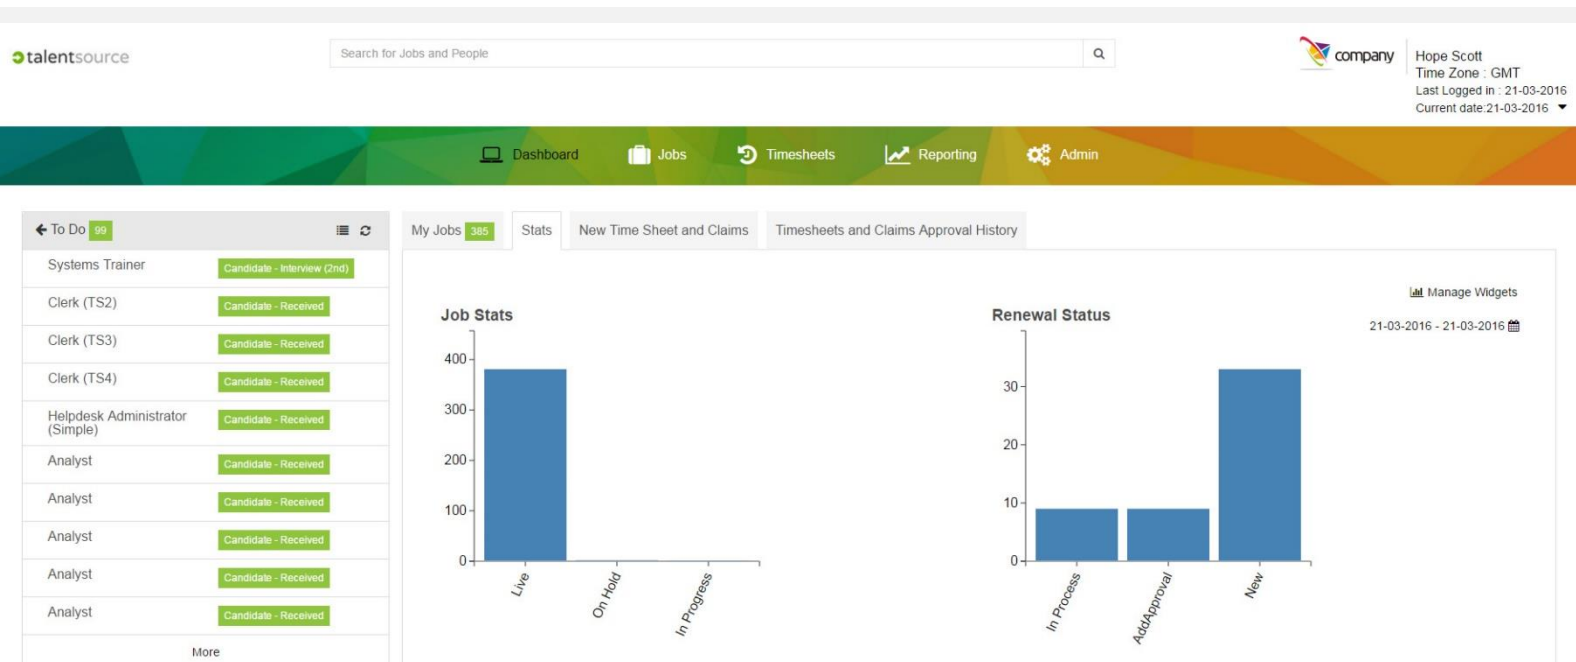 talentsource
Search for Jobs and People
company
Hope Scott
Time Zone : GMT
Last Logged in : 21-03-2016
Current date:21-03-2016
Dashboard
Jobs
Timesheets
Reporting
Admin
To Do 99
Systems Trainer Candidate - Interview (2nd)
Clerk (TS2) Candidate - Received
Clerk (TS3) Candidate - Received
Clerk (TS4) Candidate - Received
Helpdesk Administrator
(Simple) Candidate - Received
Analyst Candidate - Received
Analyst Candidate - Received
Analyst Candidate - Received
Analyst Candidate - Received
Analyst Candidate - Received
More
My Jobs 385
Stats
New Time Sheet and Claims
Timesheets and Claims Approval History
Manage Widgets
21-03-2016 - 21-03-2016
Job Stats
400
300
200
100
0
Live
On Hold
In Progress
Renewal Status
30
20
10
0
In Process
AddApproval
New